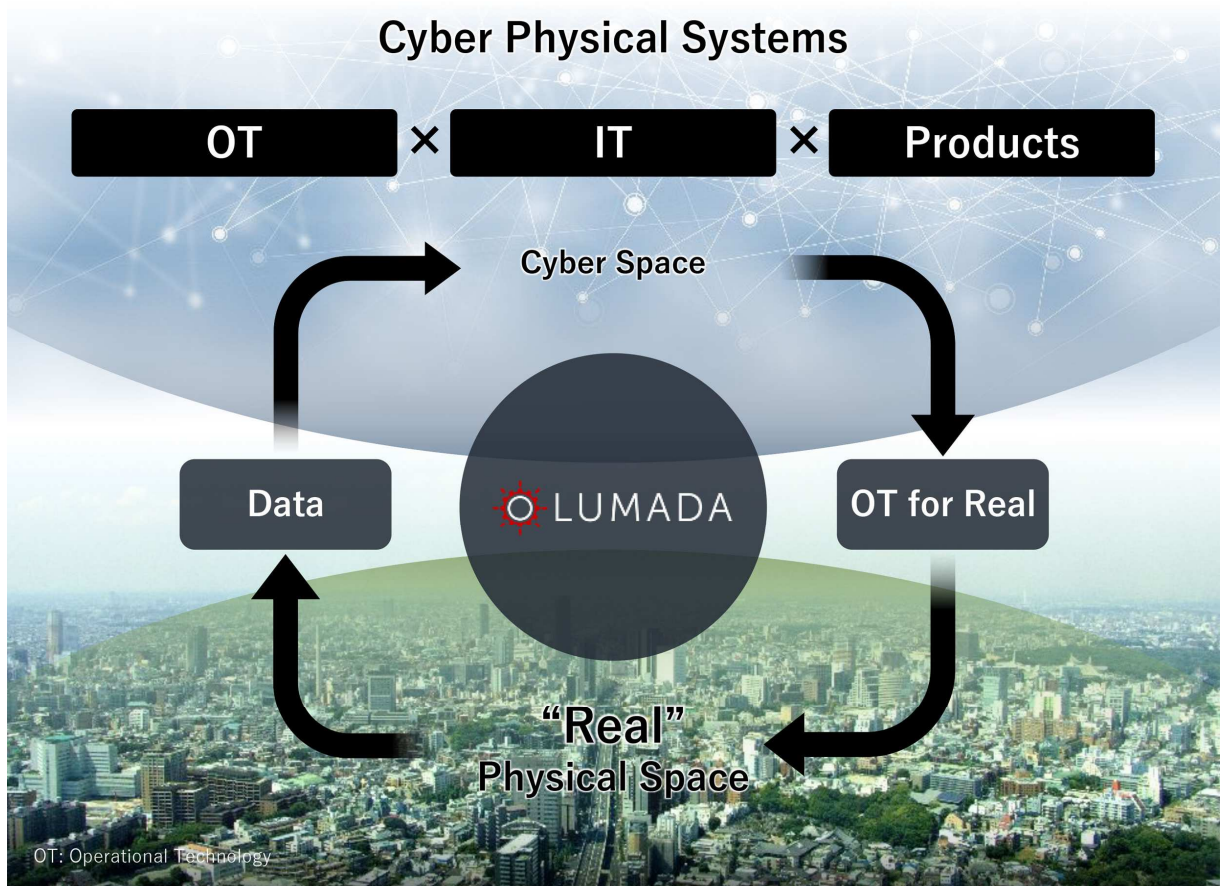 Cyber Physical Systems
OT × IT × Products
Cyber Space
Data
LUMADA
OT for Real
“Real”
Physical Space
OT: Operational Technology